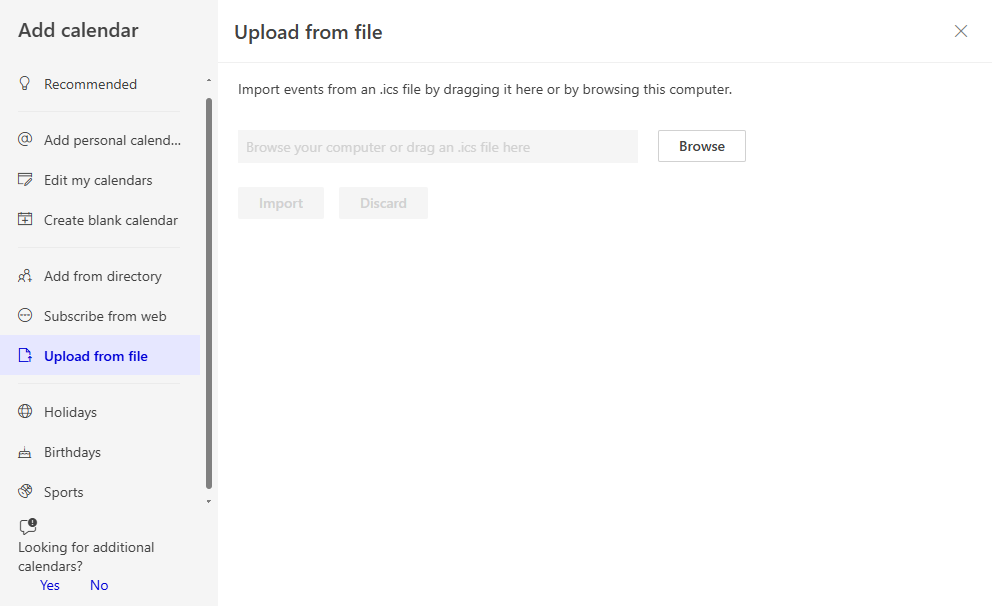 Add calendar
Recommended
Add personal calend...
Edit my calendars
Create blank calendar
Add from directory
Subscribe from web
Upload from file
Holidays
Birthdays
Sports
Looking for additional
calendars?
Yes No
Upload from file
Import events from an .ics file by dragging it here or by browsing this computer.
Browse your computer or drag an .ics file here
Browse
Import Discard